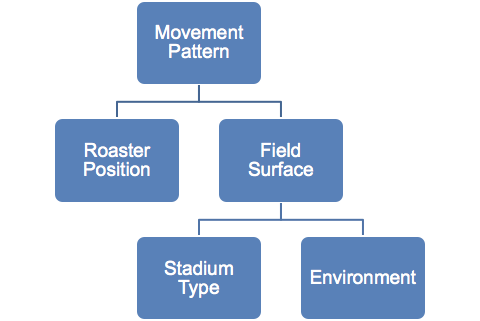 Movement
Pattern
Roaster
Position
Field
Surface
Stadium
Type
Environment